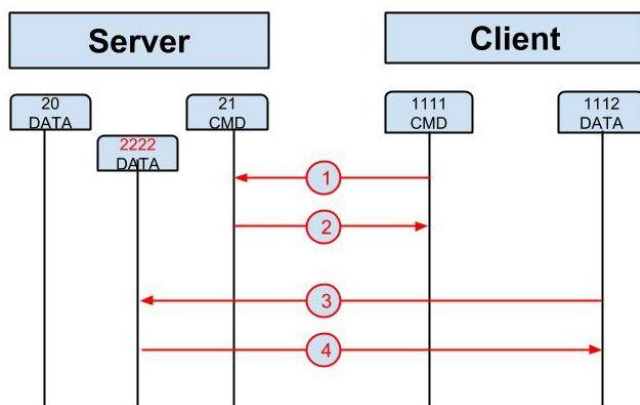 Server
Client
20
DATA
2222
DATA
21
CMD
1111
CMD
1112
DATA
1
2
3
4